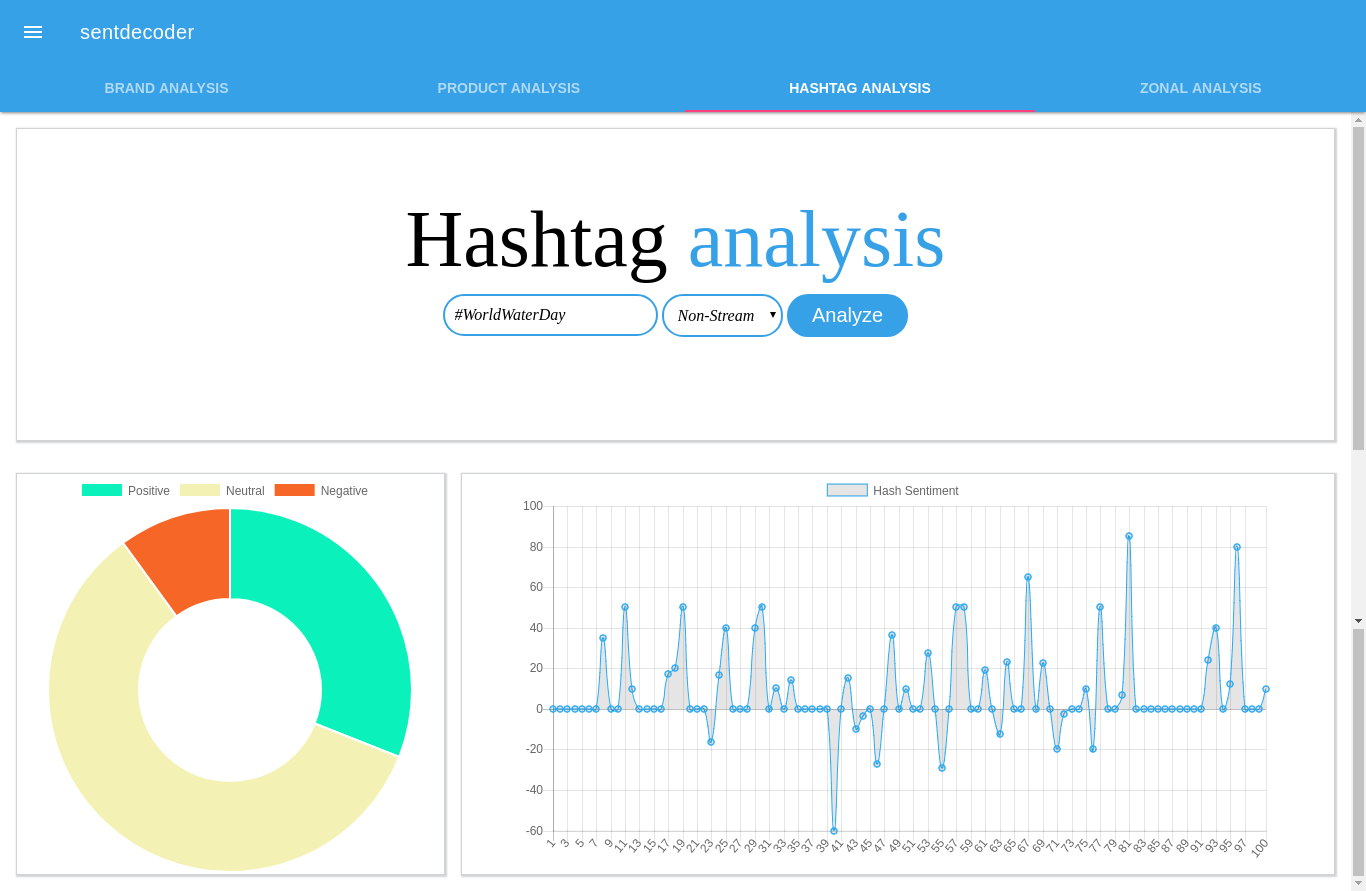 sentdecoder
BRAND ANALYSIS PRODUCT ANALYSIS HASHTAG ANALYSIS ZONAL ANALYSIS
Hashtag analysis
#WorldWaterDay Non-Stream Analyze
Positive Neutral Negative
Hash Sentiment
100
80
60
40
20
0
-20
-40
-60
1 3 5 7 9 11 13 15 17 19 21 23 25 27 29 31 33 35 37 39 41 43 45 47 49 51 53 55 57 59 61 63 65 67 69 71 73 75 77 79 81 83 85 87 89 91 93 95 97 100